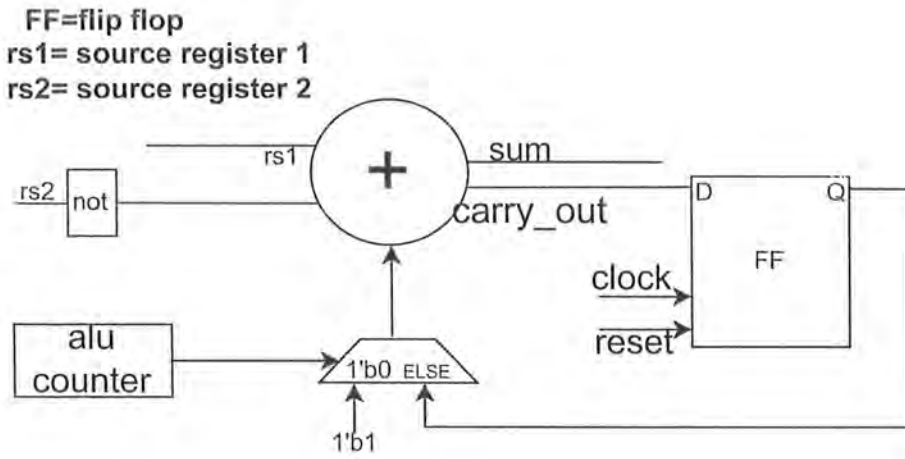 FF=flip flop
rs1= source register 1
rs2= source register 2
rs1
sum
rs2
not
+
carry_out
D
Q
FF
clock
reset
alu
counter
1'b0 ELSE
1'b1